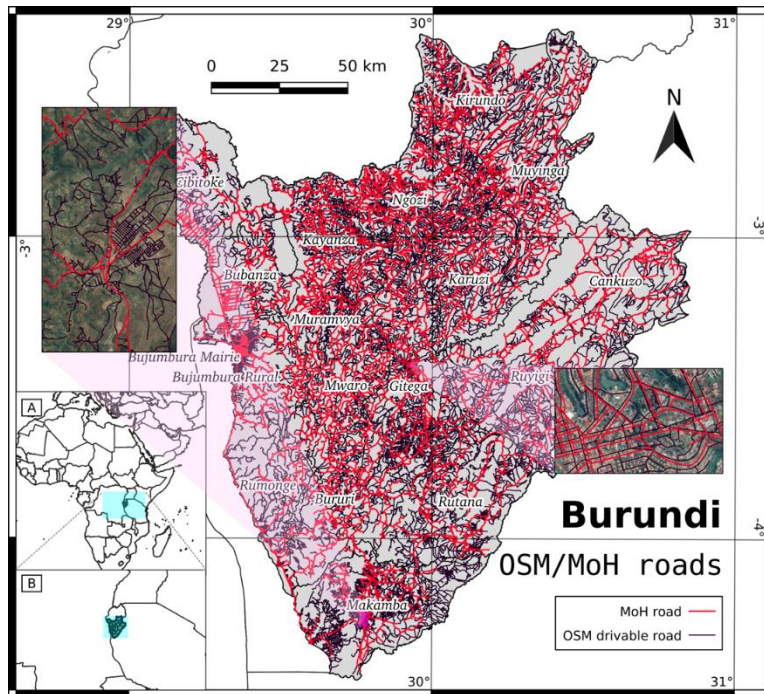 29°
30°
31°
0 25 50 km
N
Kirundo
Muyinga
Cibitoke
Ngozi
-3°
-3°
Kayanza
Bubanza
Karuzi
Cankuzo
Muramvya
Bujumbura Mairie
Bujumbura Rural
Mwaro
Gitega
Ruyigi
A
Rumonge
Bururi
Rutana
Burundi
-4°
OSM/MoH roads
B
Makamba
MoH road
OSM drivable road
30°
31°